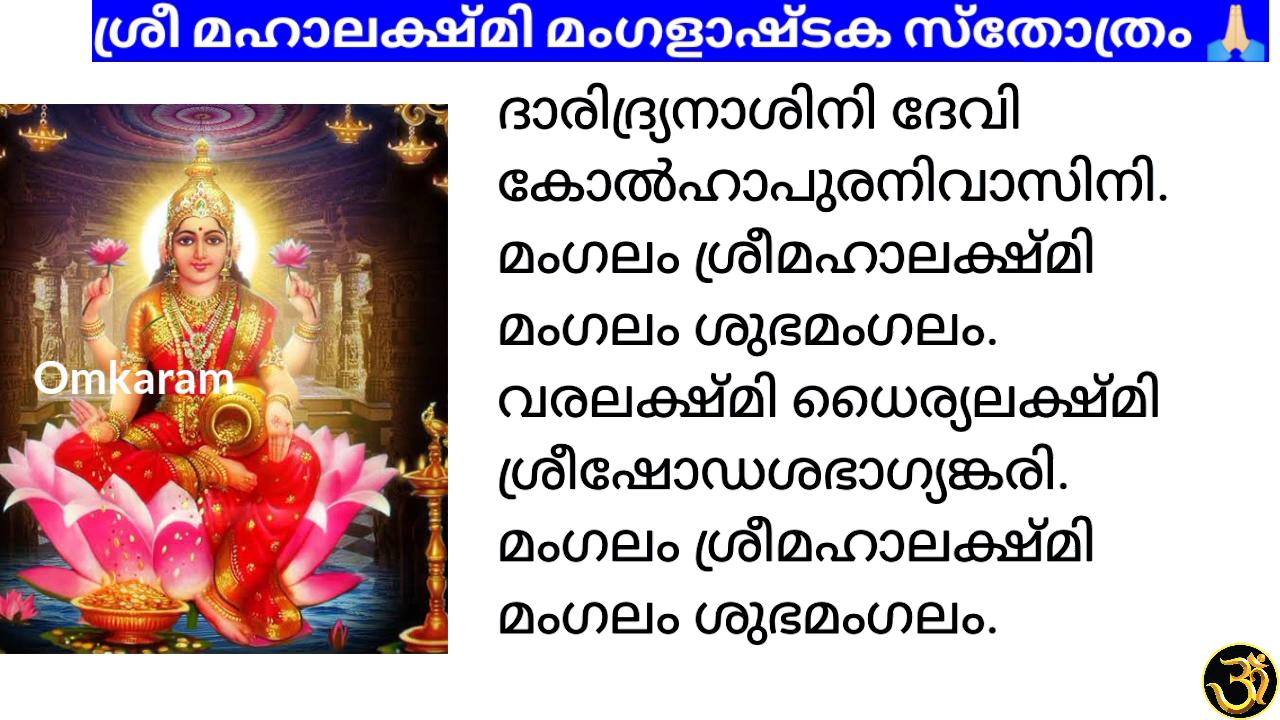 ശ്രീ മഹാലക്ഷ്മി മംഗളാഷ്ടക സ്തോത്രം 🙏🏻
ദാരിദ്ര്യനാശിനി ദേവി
കോൽഹാപുരനിവാസിനി.
മംഗലം ശ്രീമഹാലക്ഷ്മി
മംഗലം ശുഭമംഗലം.
വരലക്ഷ്മി ധൈര്യലക്ഷ്മി
ശ്രീഷോഡശഭാഗ്യങ്കരി.
മംഗലം ശ്രീമഹാലക്ഷ്മി
മംഗലം ശുഭമംഗലം.
Omkaram
ॐ